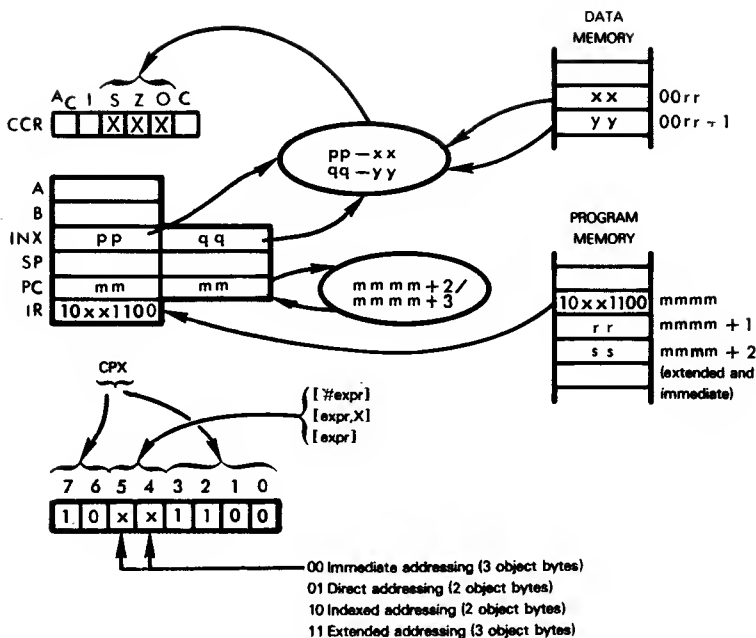 DATA
MEMORY
AC I S Z O C
CCR X X X
xx 00rr
yy 00rr + 1
pp — xx
qq — yy
A
B
INX pp qq
SP
PC mm mm
IR 10xx1100
mmmm + 2/
mmmm + 3
PROGRAM
MEMORY
10xx1100 mmmm
rr mmmm + 1
ss mmmm + 2
(extended and
immediate)
CPX
[#expr]
[expr,X]
[expr]
7 6 5 4 3 2 1 0
1 0 x x 1 1 0 0
00 Immediate addressing (3 object bytes)
01 Direct addressing (2 object bytes)
10 Indexed addressing (2 object bytes)
11 Extended addressing (3 object bytes)